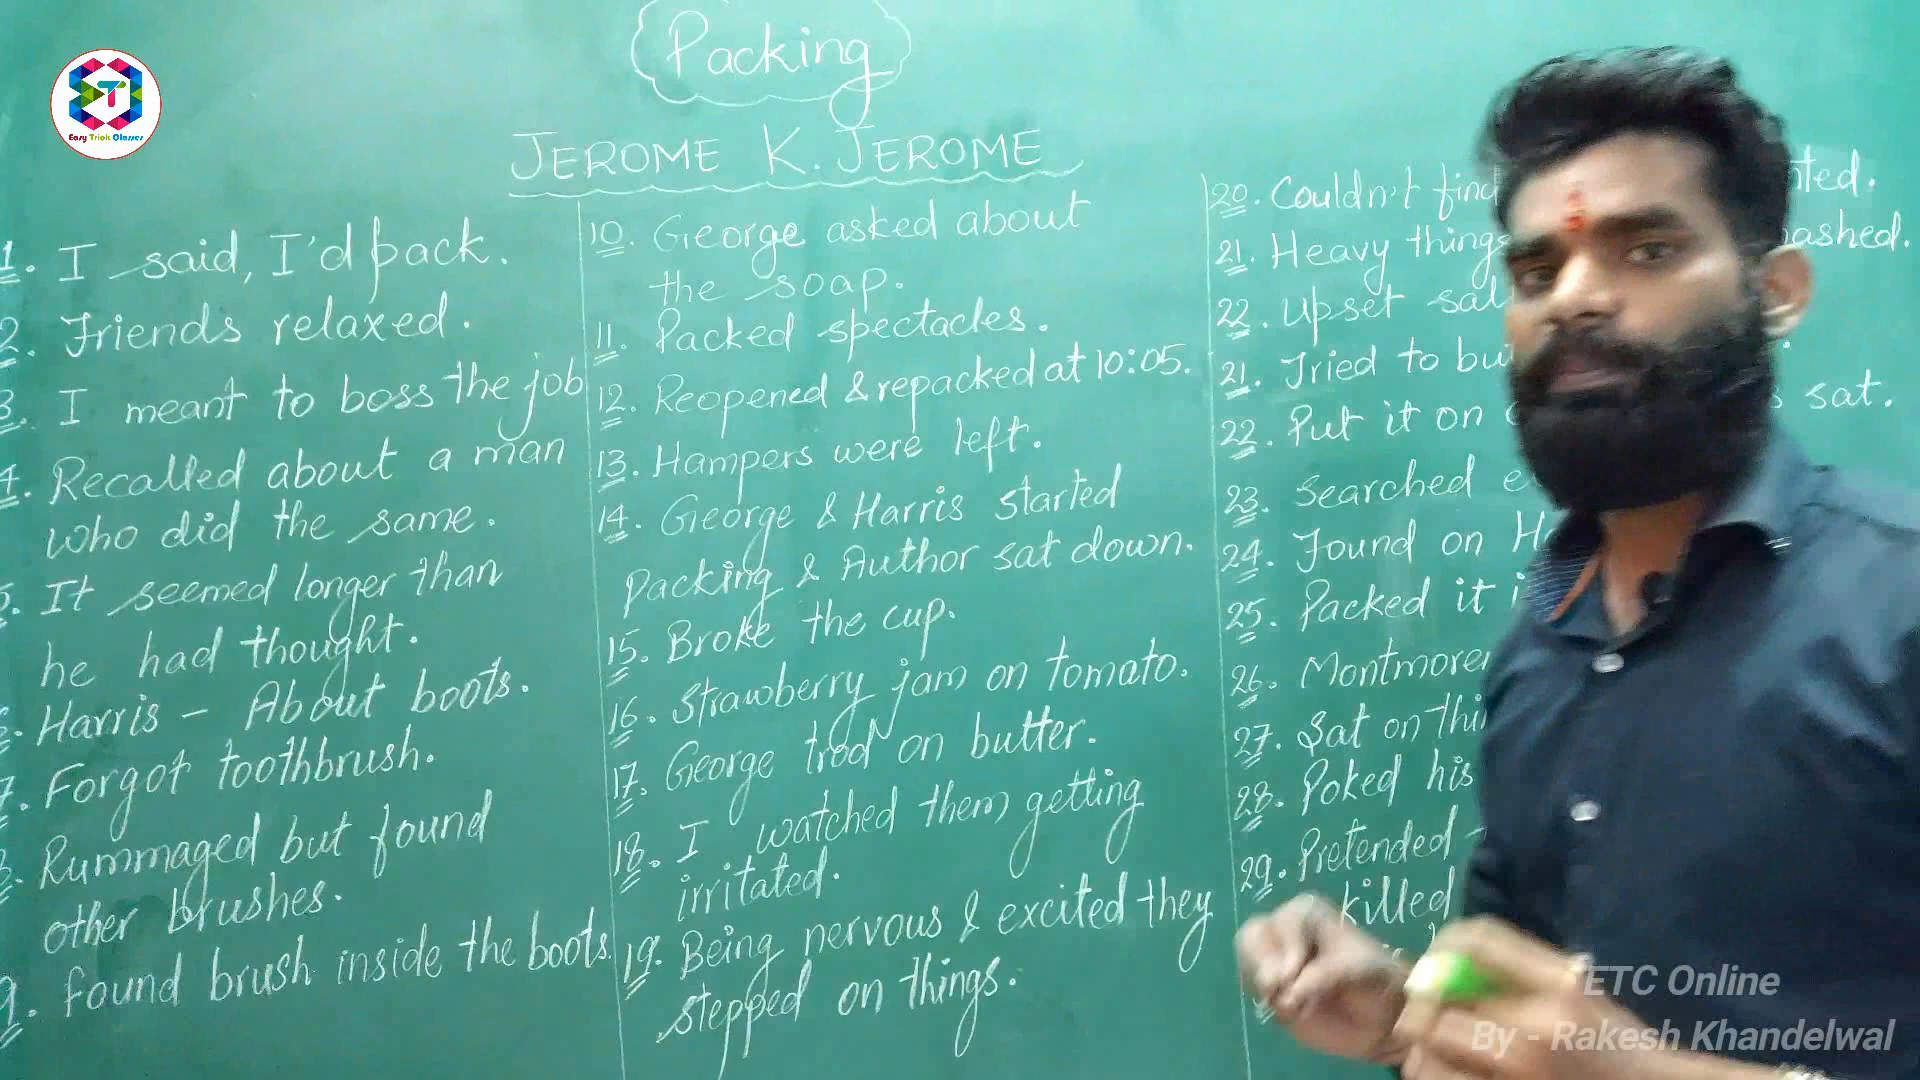 Packing
JEROME K. JEROME
1. I said, I'd pack.
2. Friends relaxed.
3. I meant to boss the job
4. Recalled about a man
who did the same.
5. It seemed longer than
he had thought.
6. Harris - About boots.
7. Forgot toothbrush.
8. Rummaged but found
other brushes.
9. found brush inside the boots.
10. George asked about
the soap.
11. Packed spectacles.
12. Reopened & repacked at 10:05.
13. Hampers were left.
14. George & Harris started
packing & Author sat down.
15. Broke the cup.
16. Strawberry jam on tomato.
17. George trod on butter.
18. I watched them getting
irritated.
19. Being nervous & excited they
stepped on things.
20. Couldn't find
21. Heavy things
22. Upset
21. Tried to
22. Put it on sat.
23. Searched
24. Found on
25. Packed it
26.
27. Sat on
28. Poked his
29. Pretended -
killed
T
Easy Trick Classes
ETC Online
By - Rakesh Khandelwal